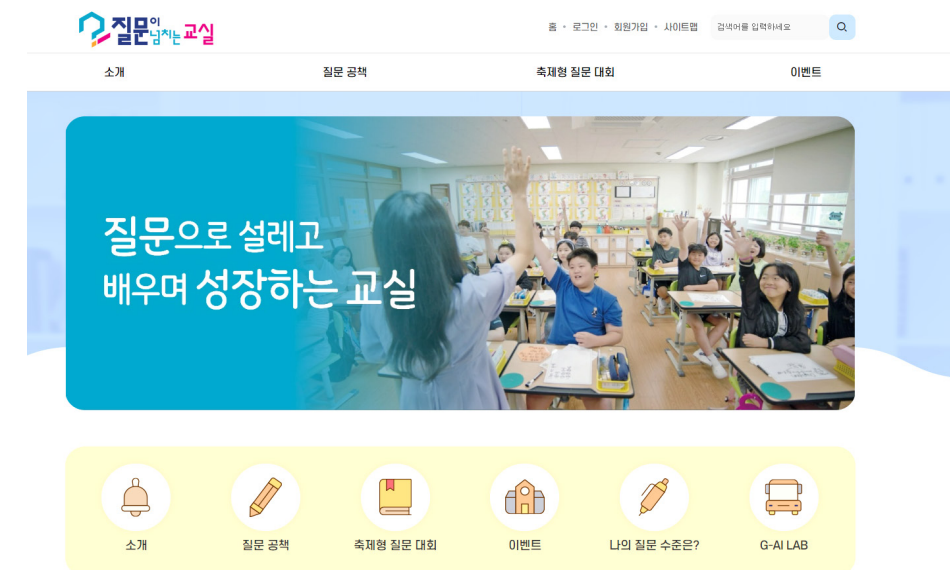 질문이 넘치는 교실
홈 • 로그인 • 회원가입 • 사이트맵 검색어를 입력하세요
소개 질문 공책 축제형 질문 대회 이벤트
질문으로 설레고
배우며 성장하는 교실
소개 질문 공책 축제형 질문 대회 이벤트 나의 질문 수준은? G-AI LAB